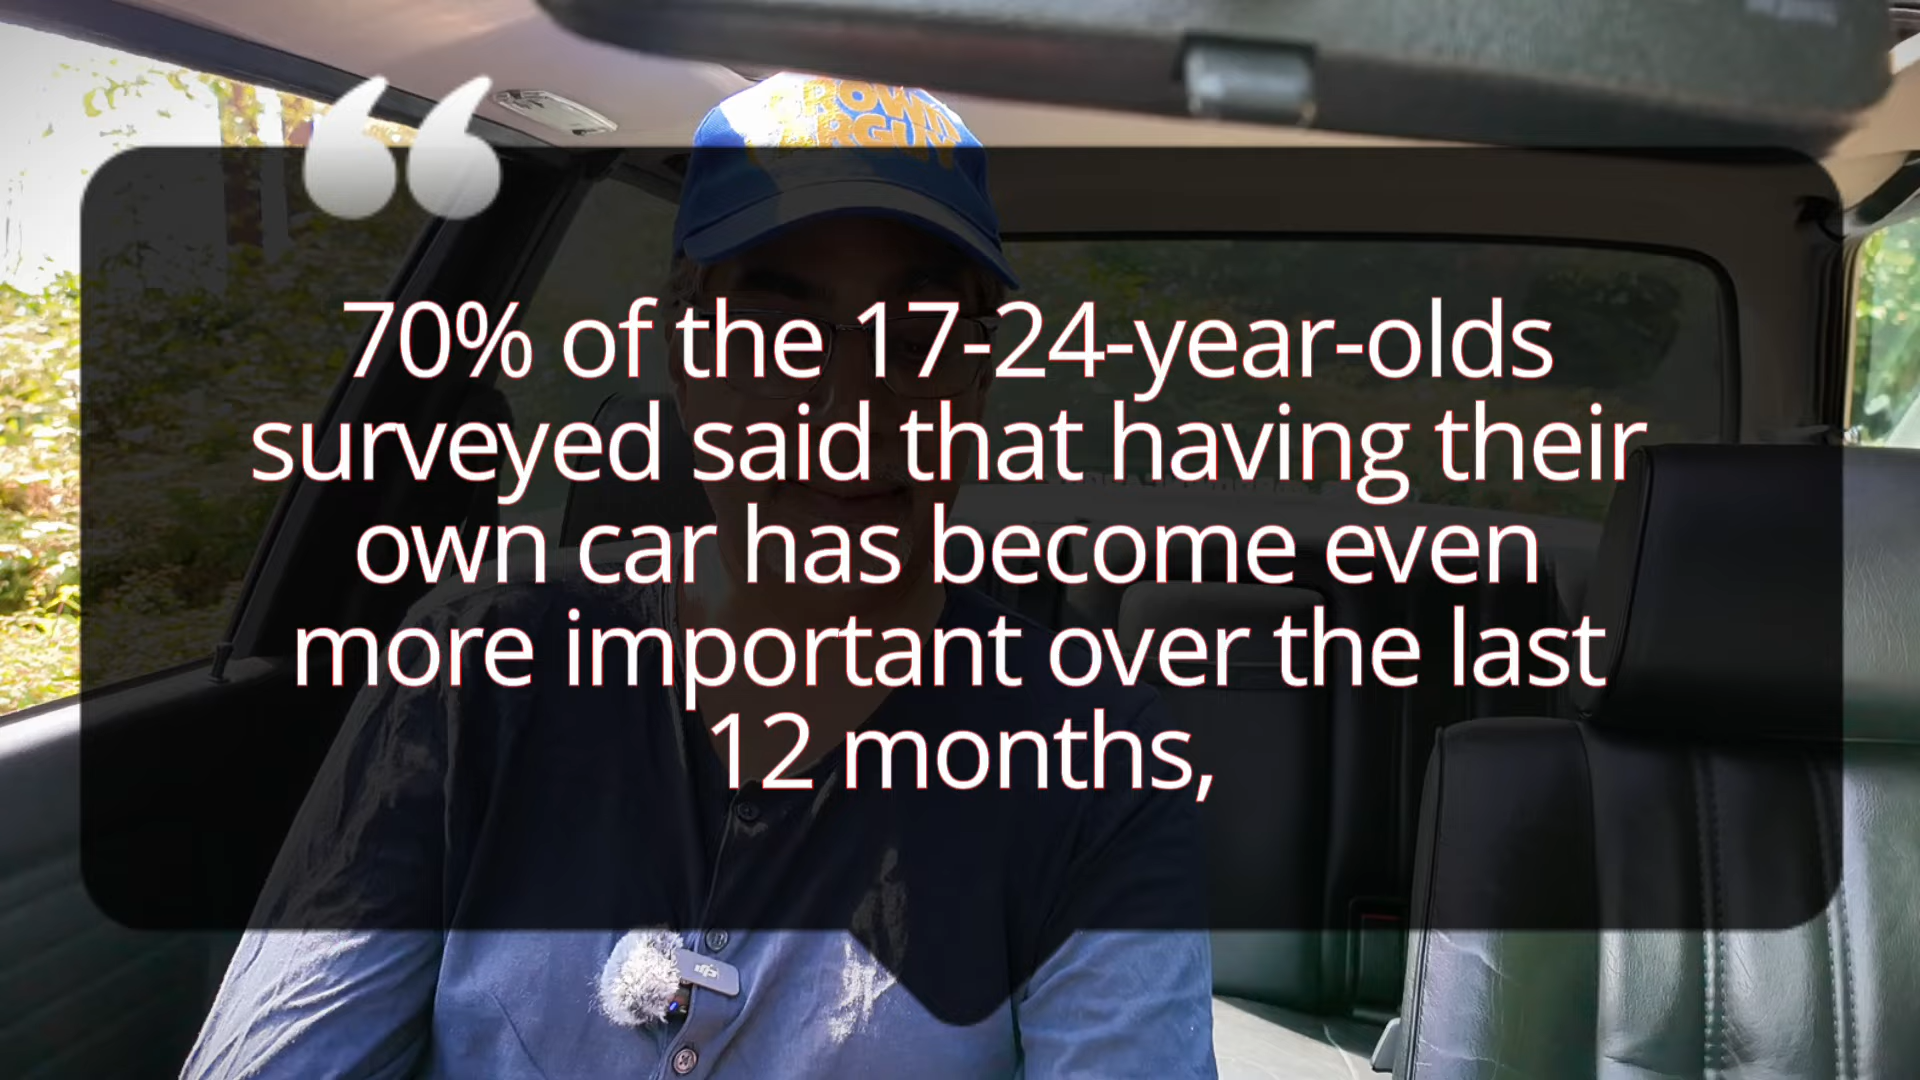 70% of the 17-24-year-olds
surveyed said that having their
own car has become even
more important over the last
12 months,